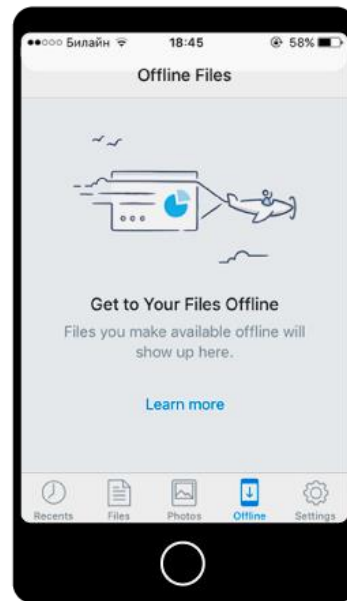 Билайн 18:45 58%
Offline Files
Get to Your Files Offline
Files you make available offline will
show up here.
Learn more
Recents Files Photos Offline Settings